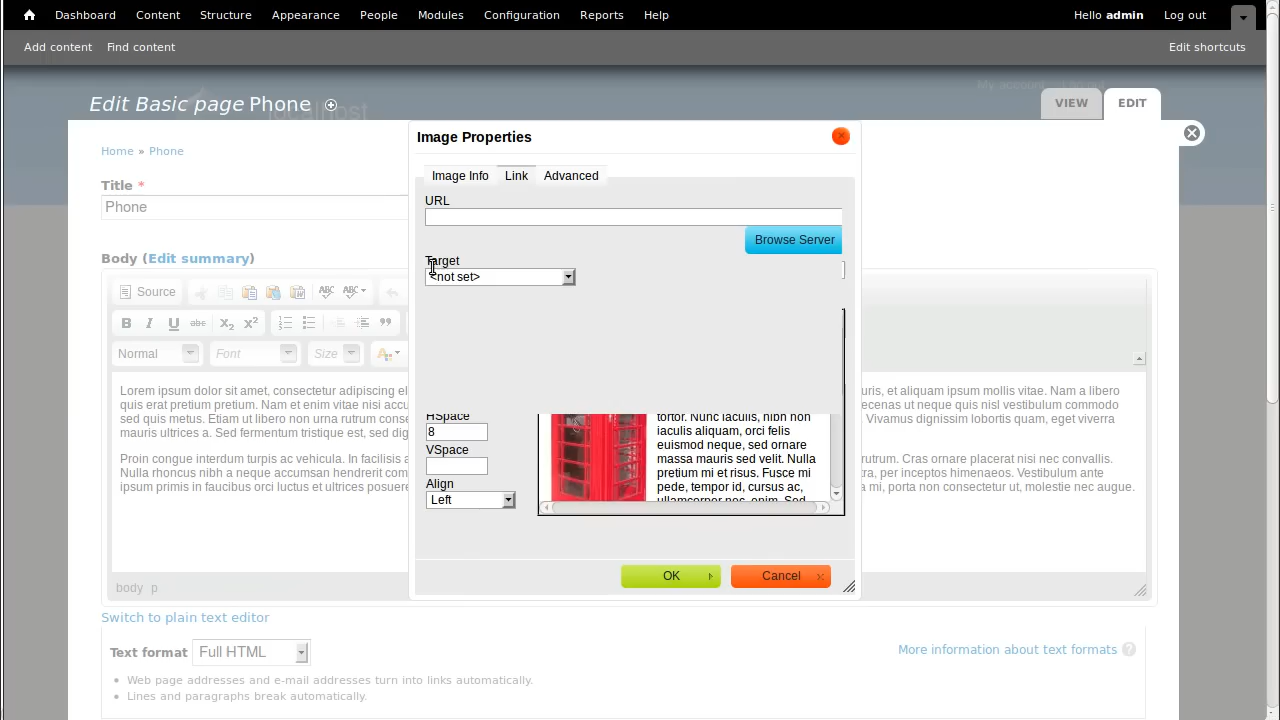 Dashboard Content Structure Appearance People Modules Configuration Reports Help Hello admin Log out
Add content Find content Edit shortcuts
My account
Edit Basic page Phone
localhost
VIEW EDIT
Image Properties
Home » Phone
Image Info Link Advanced
Title *
URL
Phone
Browse Server
Body (Edit summary)
Target
<not set>
Source
Normal Font Size
Lorem ipsum dolor sit amet, consectetur adipiscing el
uris, et aliquam ipsum mollis vitae. Nam a libero
quis erat pretium pretium. Nam et enim vitae nisi accu
ecenas ut neque quis nisl vestibulum commodo
sed quis metus. Etiam ut libero non urna rutrum conse
Vivamus dignissim lobortis quam, eget viverra
mauris ultrices a. Sed fermentum tristique est, sed dig
HSpace
8
VSpace
Align
Left
tortor. Nunc iaculis, nibh non
iaculis aliquam, orci felis
euismod neque, sed ornare
massa mauris sed velit. Nulla
pretium mi et risus. Fusce mi
pede, tempor id, cursus ac,
ullamcorper nec, enim. Sed
Proin congue interdum turpis ac vehicula. In facilisis a
rutrum. Cras ornare placerat nisi nec convallis.
Nulla rhoncus nibh a neque accumsan hendrerit com
tra, per inceptos himenaeos. Vestibulum ante
ipsum primis in faucibus orci luctus et ultrices posuere
a mi, porta non consectetur ut, molestie nec augue.
OK Cancel
body p
Switch to plain text editor
Text format Full HTML
More information about text formats ?
Web page addresses and e-mail addresses turn into links automatically.
Lines and paragraphs break automatically.